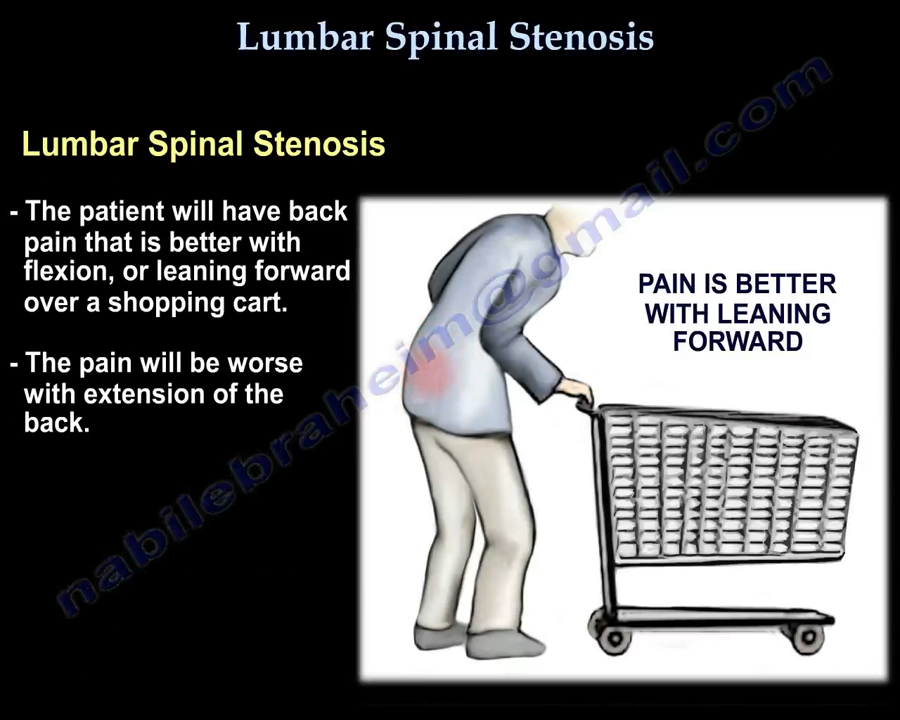 Lumbar Spinal Stenosis
Lumbar Spinal Stenosis
- The patient will have back
pain that is better with
flexion, or leaning forward
over a shopping cart.
- The pain will be worse
with extension of the
back.
PAIN IS BETTER
WITH LEANING
FORWARD
nabilebraheim@gmail.com